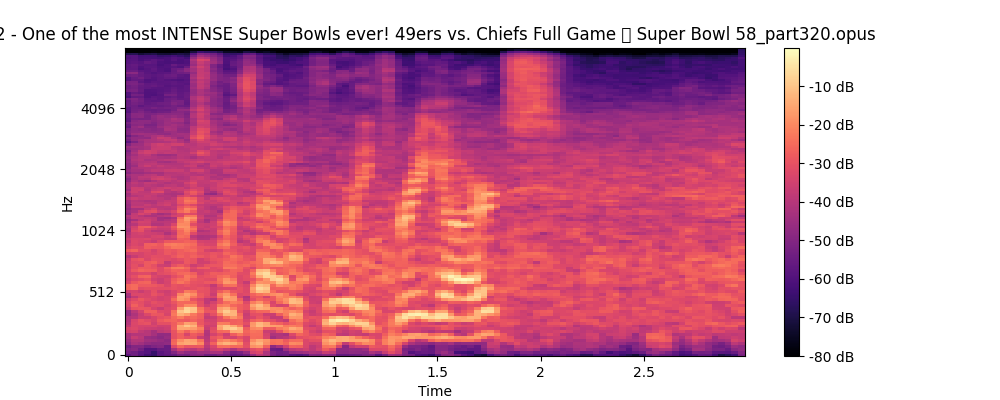 2 - One of the most INTENSE Super Bowls ever! 49ers vs. Chiefs Full Game Super Bowl 58_part320.opus
4096
2048
1024
512
0
Hz
0 0.5 1 1.5 2 2.5
Time
-10 dB
-20 dB
-30 dB
-40 dB
-50 dB
-60 dB
-70 dB
-80 dB